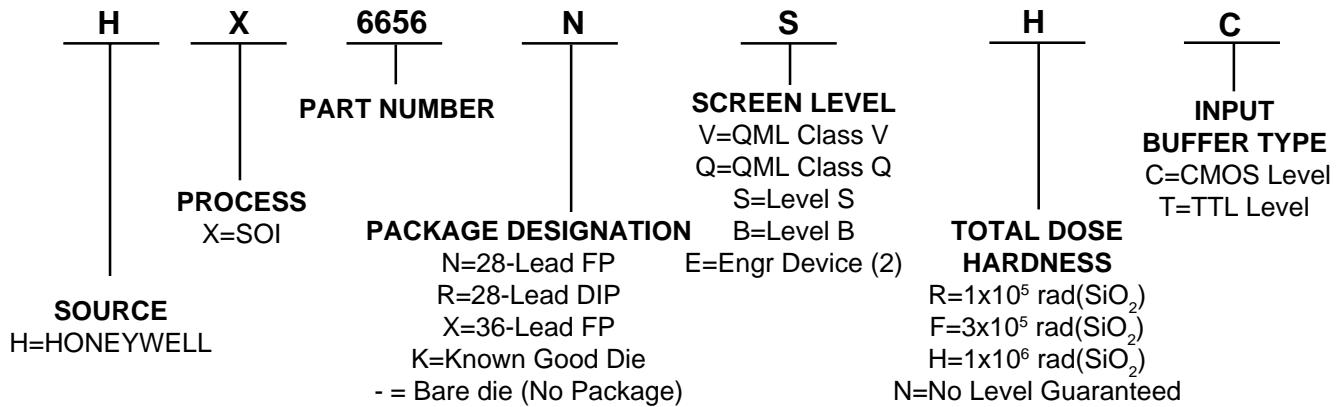 H X 6656 N S H C
PART NUMBER
SCREEN LEVEL
V=QML Class V
Q=QML Class Q
S=Level S
B=Level B
E=Engr Device (2)
INPUT
BUFFER TYPE
C=CMOS Level
T=TTL Level
PROCESS
X=SOI
PACKAGE DESIGNATION
N=28-Lead FP
R=28-Lead DIP
X=36-Lead FP
K=Known Good Die
- = Bare die (No Package)
TOTAL DOSE
HARDNESS
R=1x10⁵ rad(SiO₂)
F=3x10⁵ rad(SiO₂)
H=1x10⁶ rad(SiO₂)
N=No Level Guaranteed
SOURCE
H=HONEYWELL